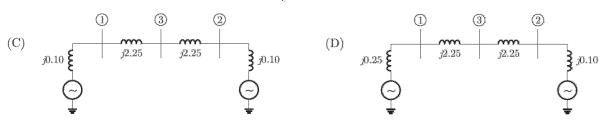 (C) ① ③ ② j2.25 j2.25 j0.10 j0.10
(D) ① ③ ② j2.25 j2.25 j0.25 j0.10